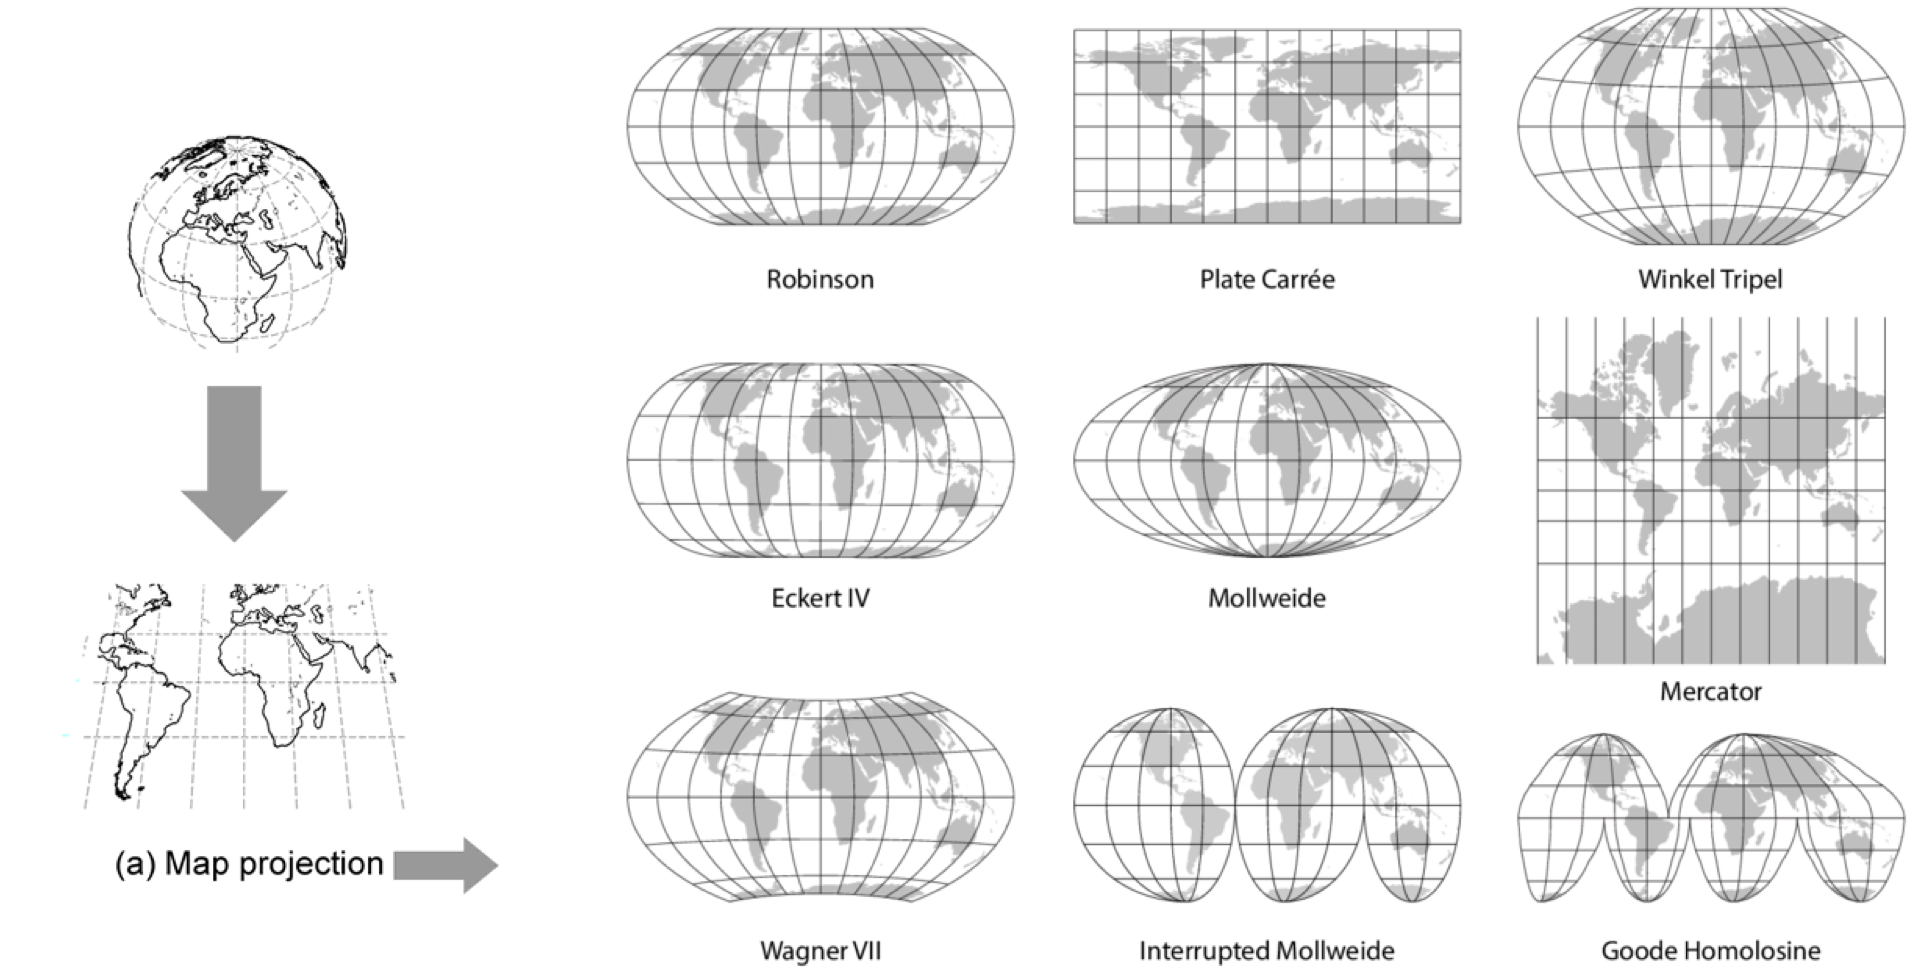 Robinson
Plate Carrée
Winkel Tripel
Eckert IV
Mollweide
Mercator
(a) Map projection
Wagner VII
Interrupted Mollweide
Goode Homolosine